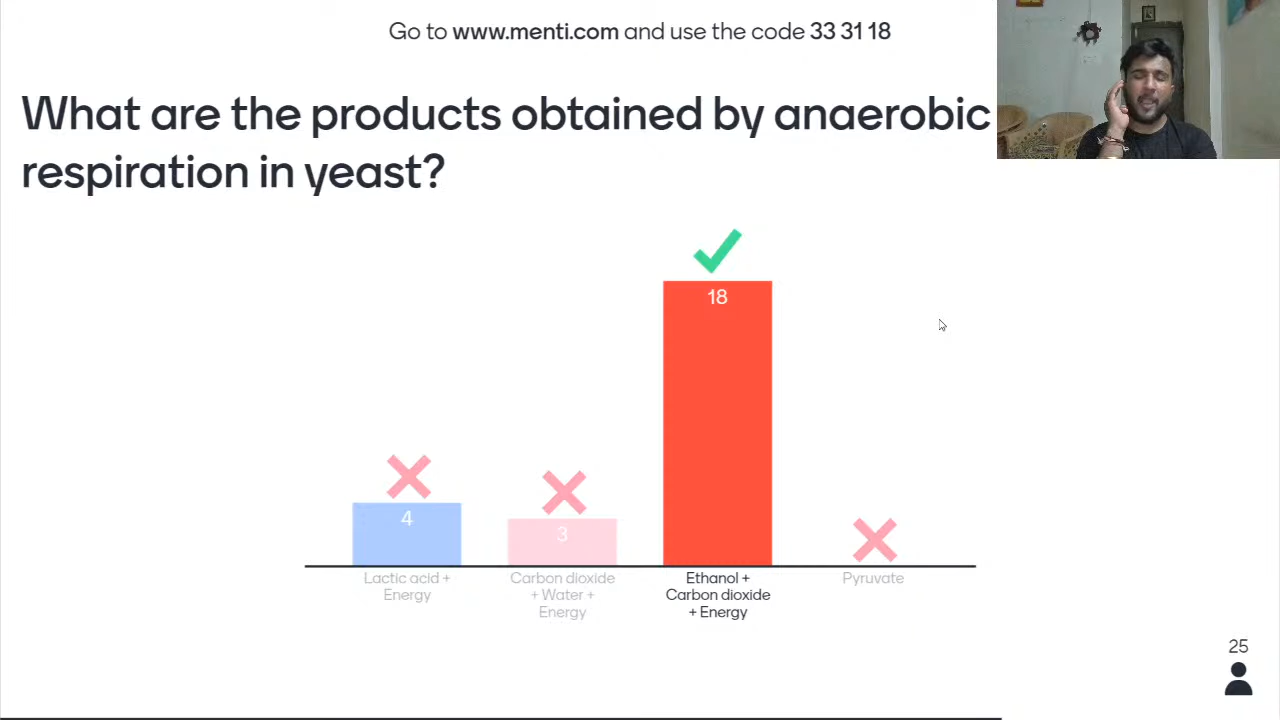 Go to www.menti.com and use the code 33 31 18
What are the products obtained by anaerobic
respiration in yeast?
18
4
3
Lactic acid +
Energy
Carbon dioxide
+ Water +
Energy
Ethanol +
Carbon dioxide
+ Energy
Pyruvate
25